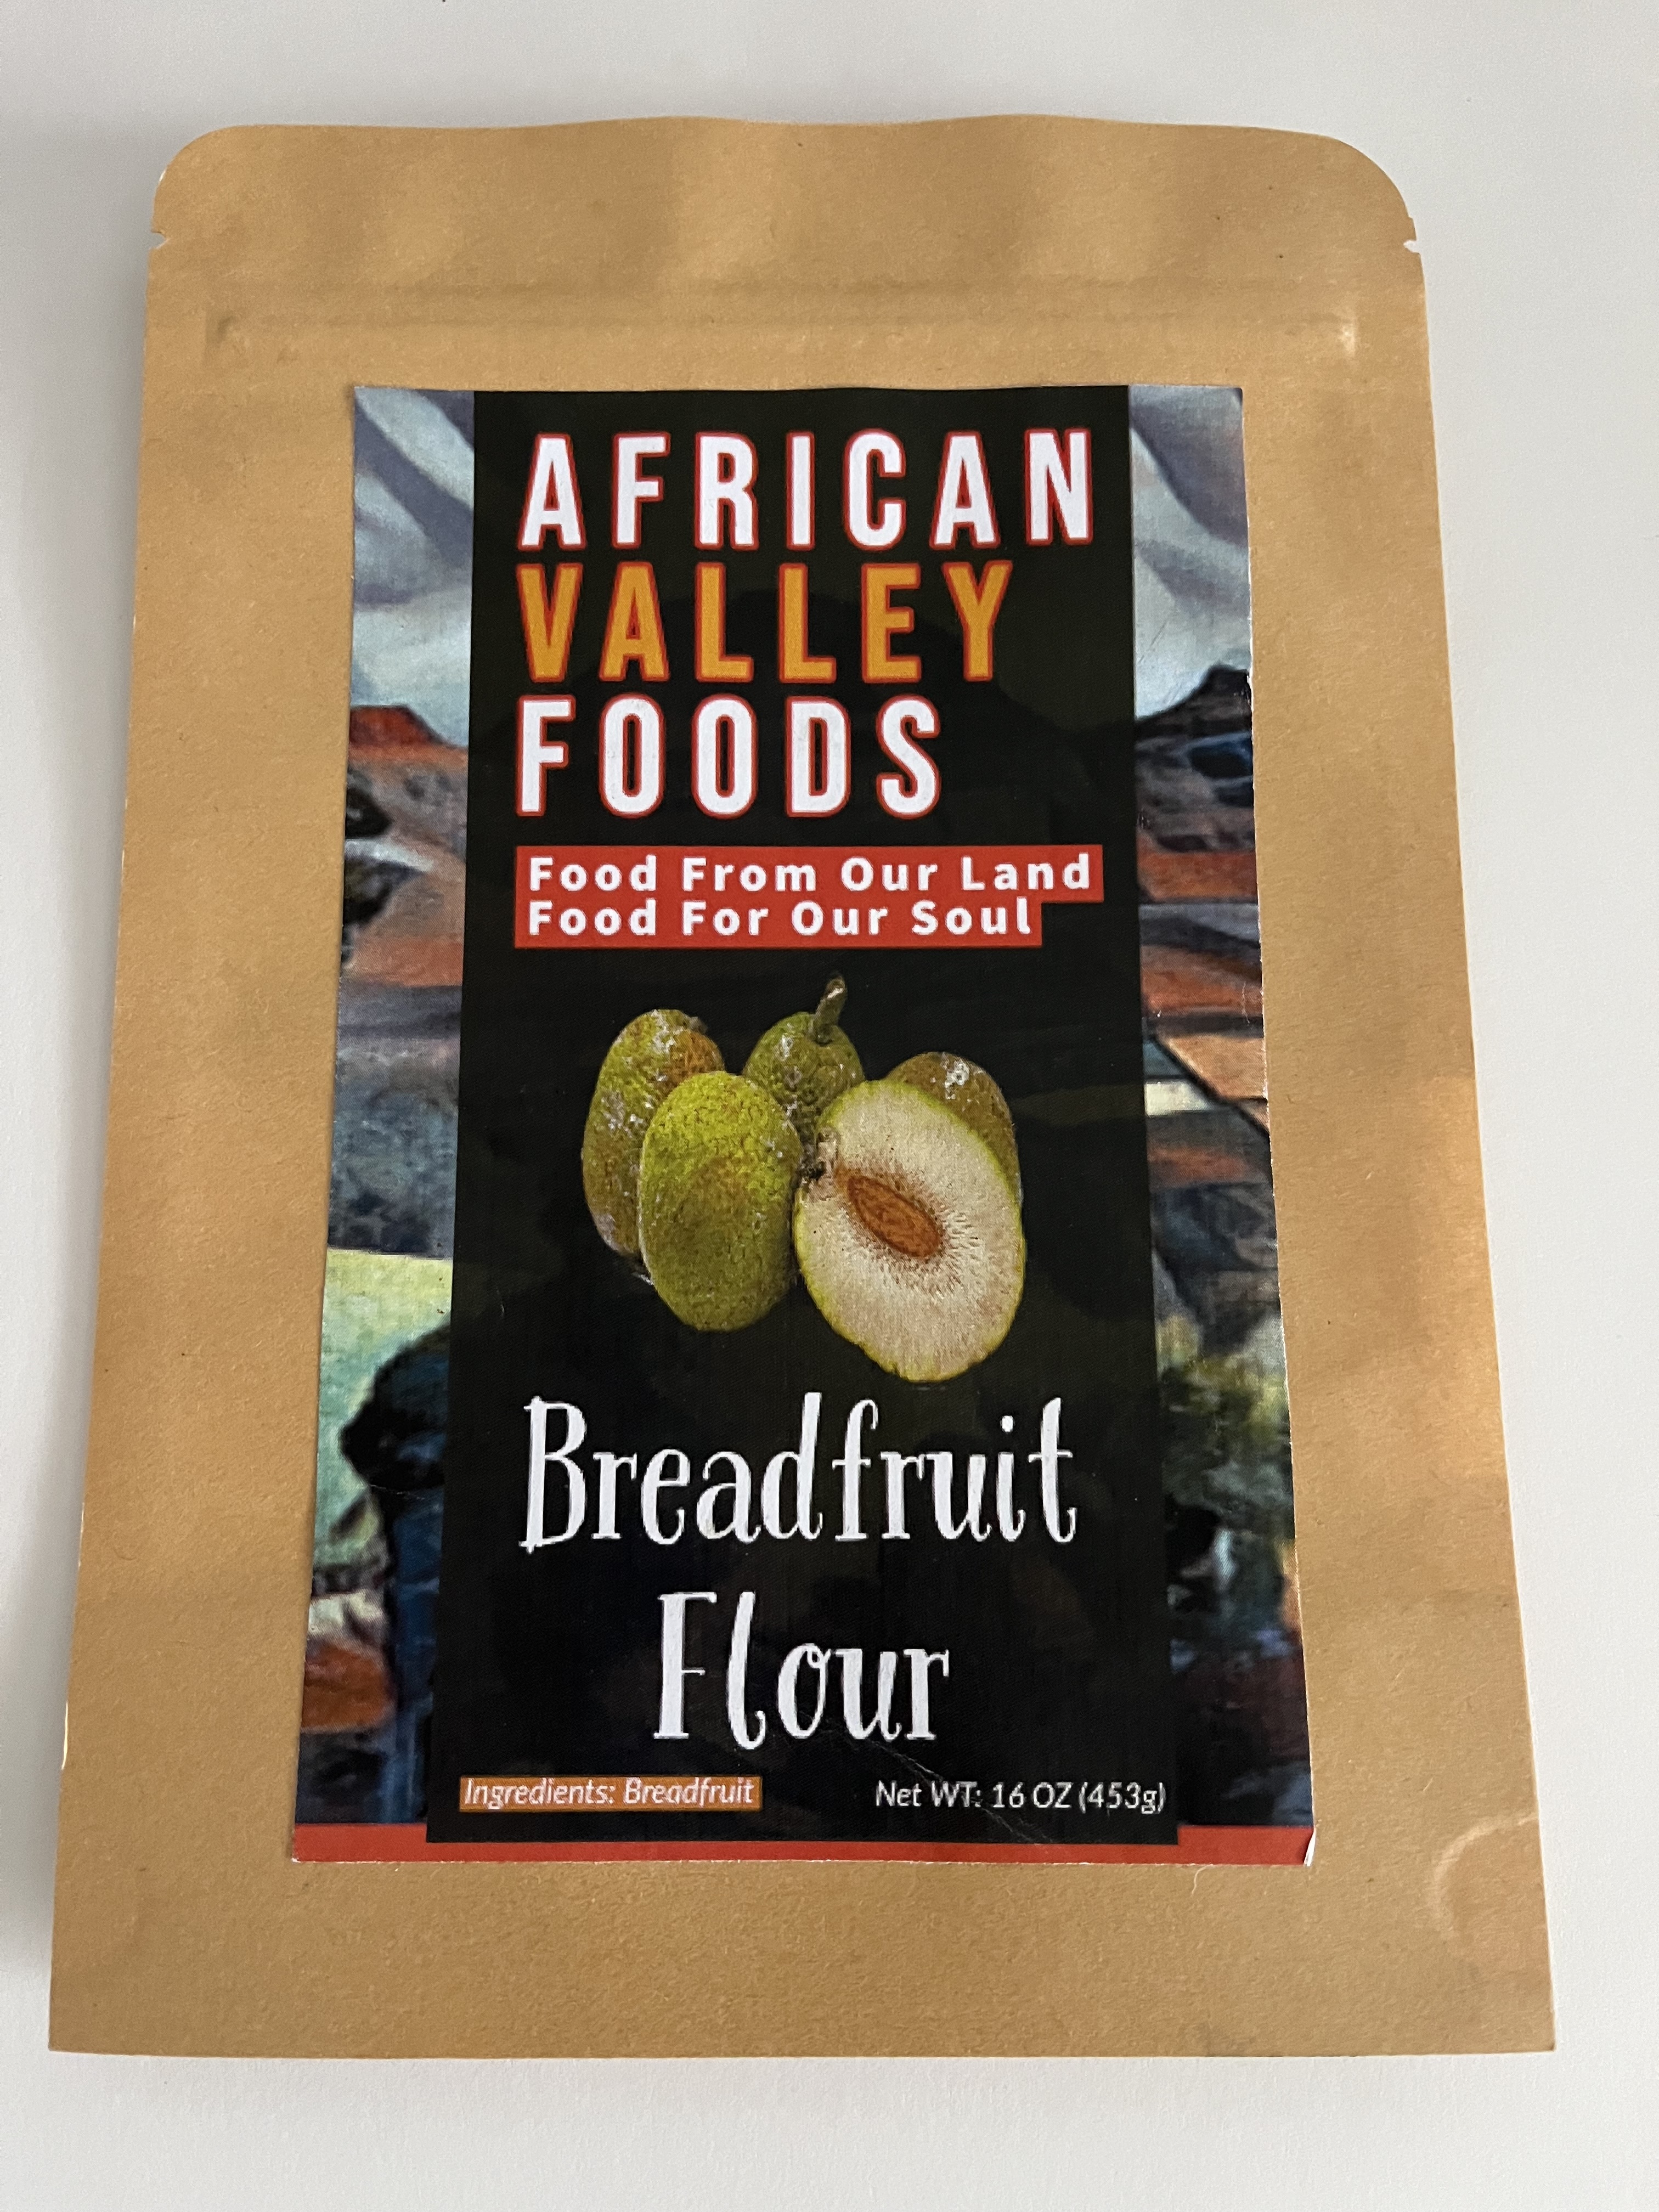 AFRICAN
VALLEY
FOODS
Food From Our Land
Food For Our Soul
Breadfruit
Flour
Ingredients: Breadfruit
Net WT: 16 OZ (453g)